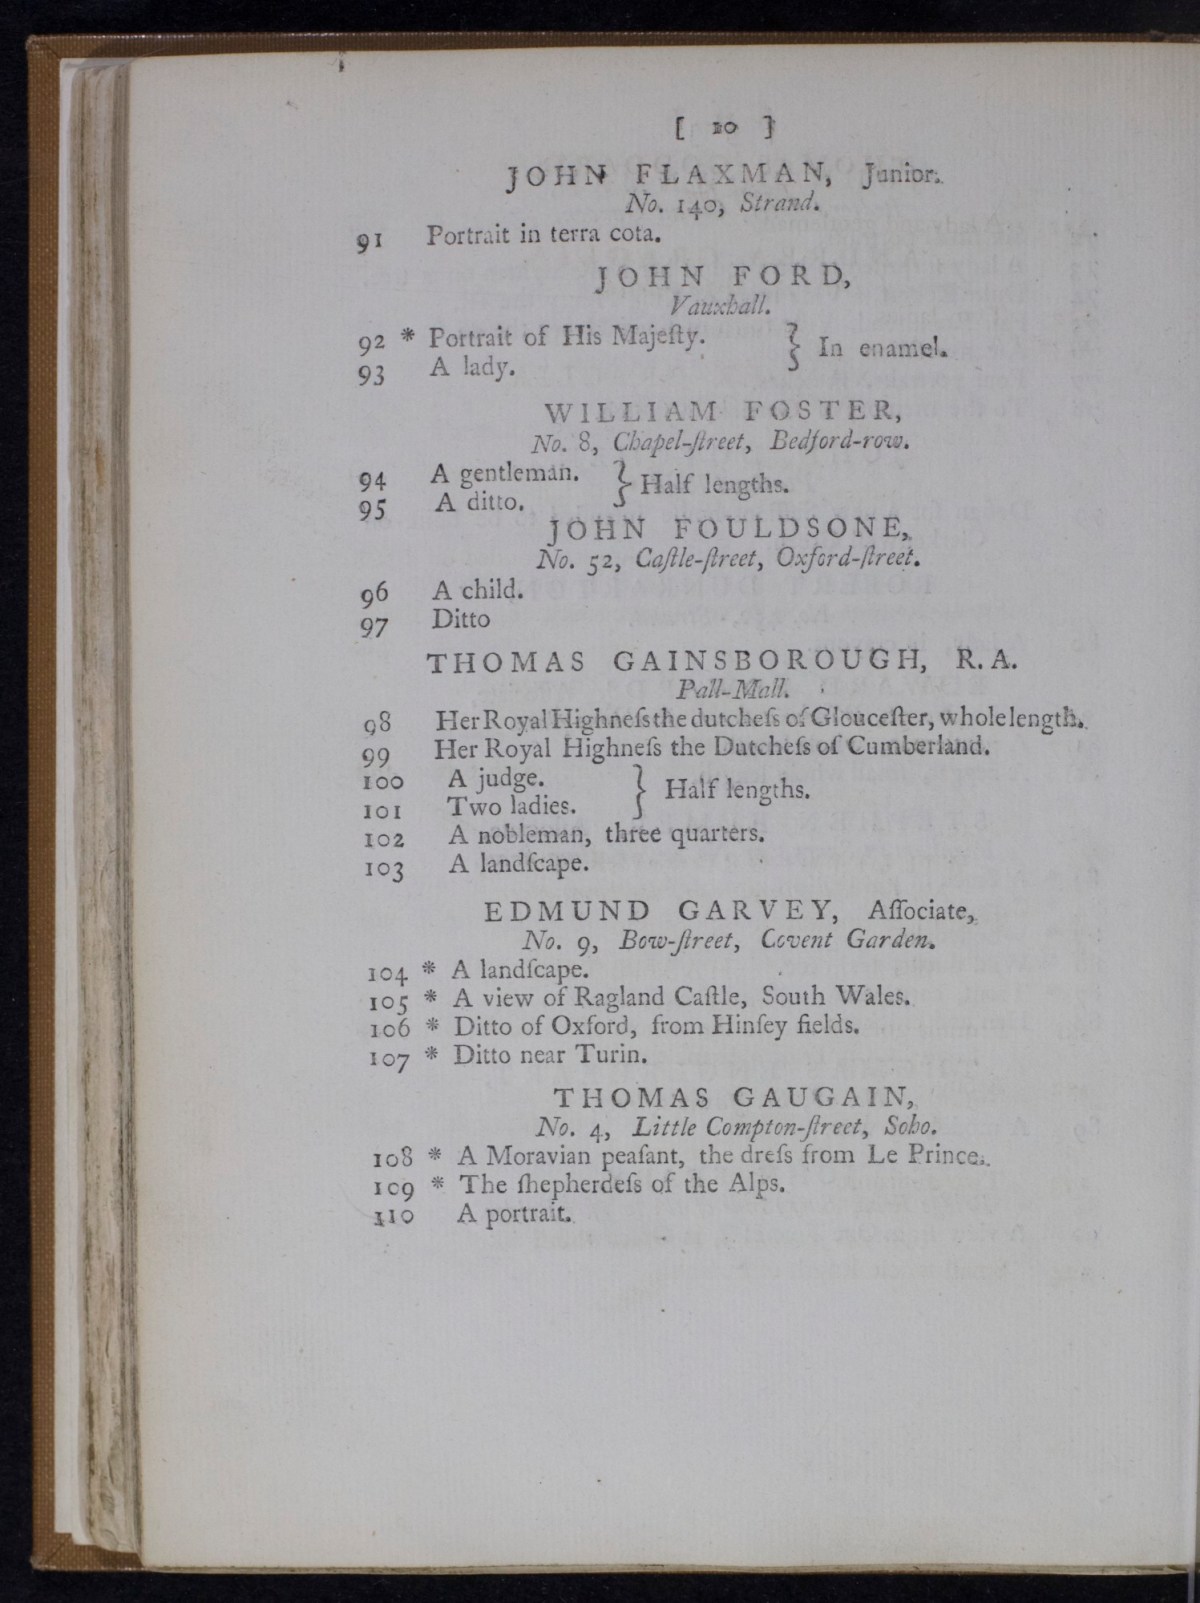 [ 10 ]
JOHN FLAXMAN, Junior.
No. 140, Strand.
91 Portrait in terra cota.
JOHN FORD,
Vauxhall.
92 * Portrait of His Majeſty. } In enamel.
93 A lady.
WILLIAM FOSTER,
No. 8, Chapel-ſtreet, Bedford-row.
94 A gentleman. } Half lengths.
95 A ditto.
JOHN FOULDSONE,
No. 52, Caſtle-ſtreet, Oxford-ſtreet.
96 A child.
97 Ditto
THOMAS GAINSBOROUGH, R. A.
Pall-Mall.
98 Her Royal Highneſs the dutcheſs of Glouceſter, whole length.
99 Her Royal Highneſs the Dutcheſs of Cumberland.
100 A judge. } Half lengths.
101 Two ladies.
102 A nobleman, three quarters.
103 A landſcape.
EDMUND GARVEY, Aſſociate,
No. 9, Bow-ſtreet, Covent Garden.
104 * A landſcape.
105 * A view of Ragland Caſtle, South Wales.
106 * Ditto of Oxford, from Hinſey fields.
107 * Ditto near Turin.
THOMAS GAUGAIN,
No. 4, Little Compton-ſtreet, Soho.
108 * A Moravian peaſant, the dreſs from Le Prince.
109 * The ſhepherdeſs of the Alps.
110 A portrait.